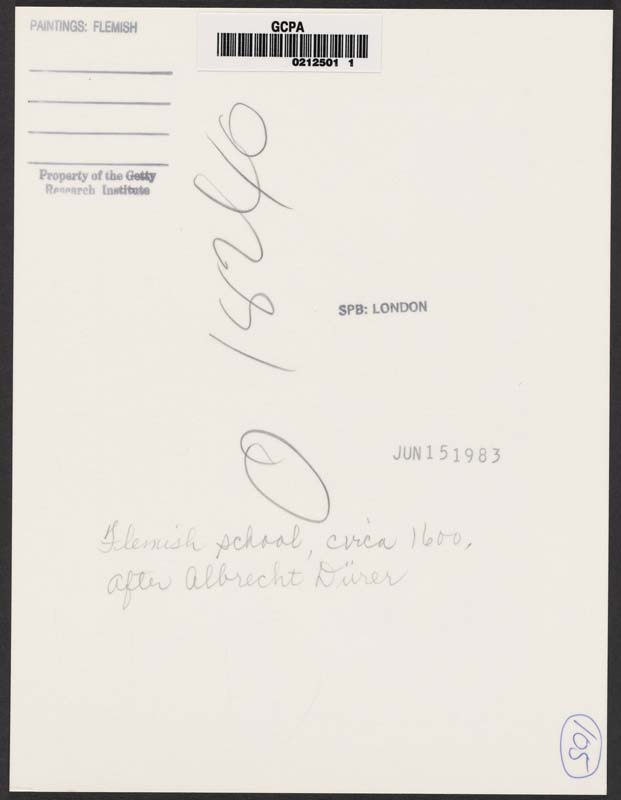 PAINTINGS: FLEMISH
GCPA
0212501 1
Property of the Getty
Research Institute
O 18240
SPB: LONDON
JUN 15 1983
Flemish school, circa 1600,
after Albrecht Dürer
105